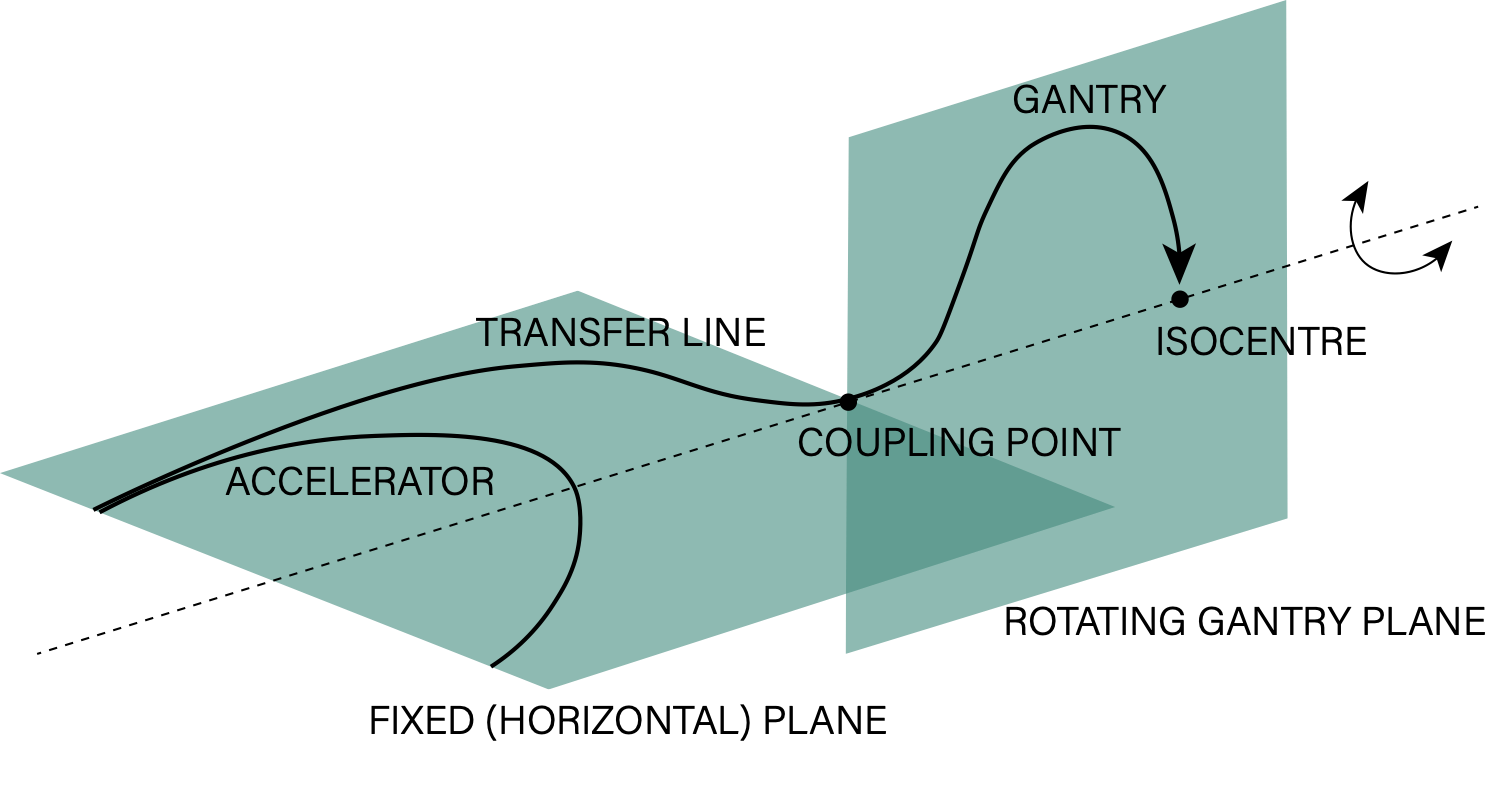 GANTRY
TRANSFER LINE
ISOCENTRE
COUPLING POINT
ACCELERATOR
ROTATING GANTRY PLANE
FIXED (HORIZONTAL) PLANE